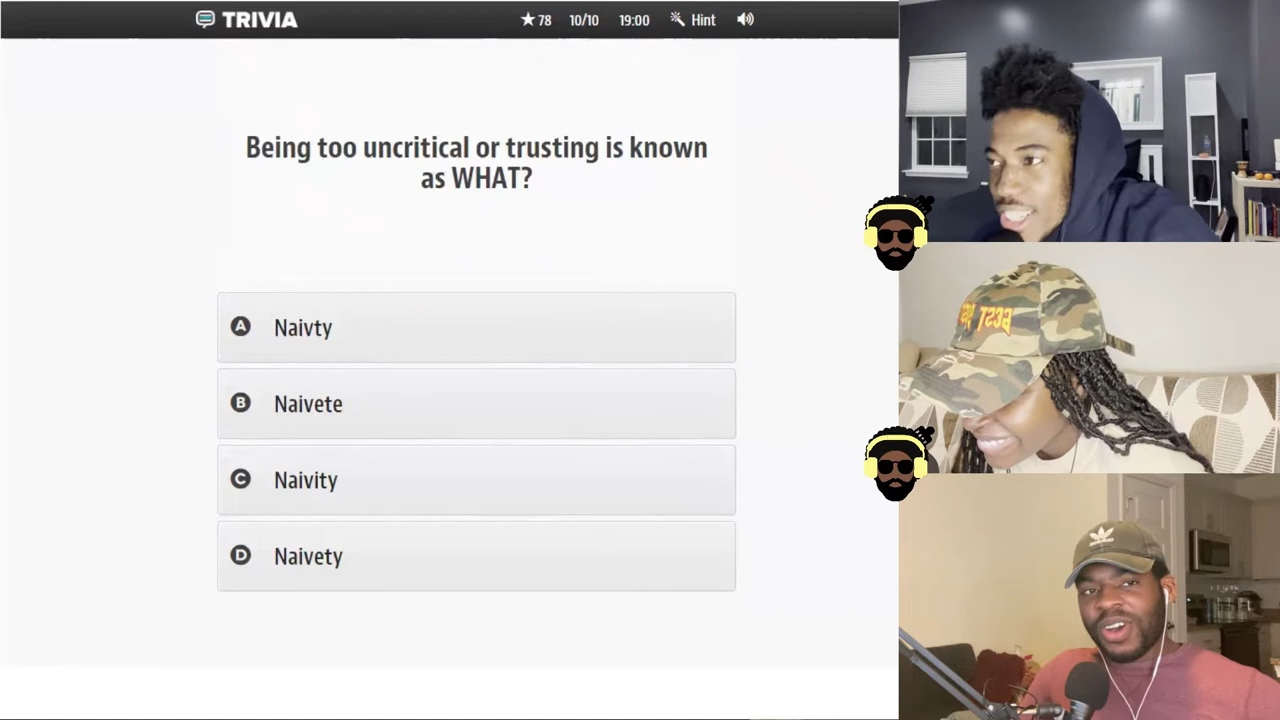 TRIVIA
78 10/10 19:00 Hint
Being too uncritical or trusting is known
as WHAT?
A Naivty
B Naivete
C Naivity
D Naivety
BEST